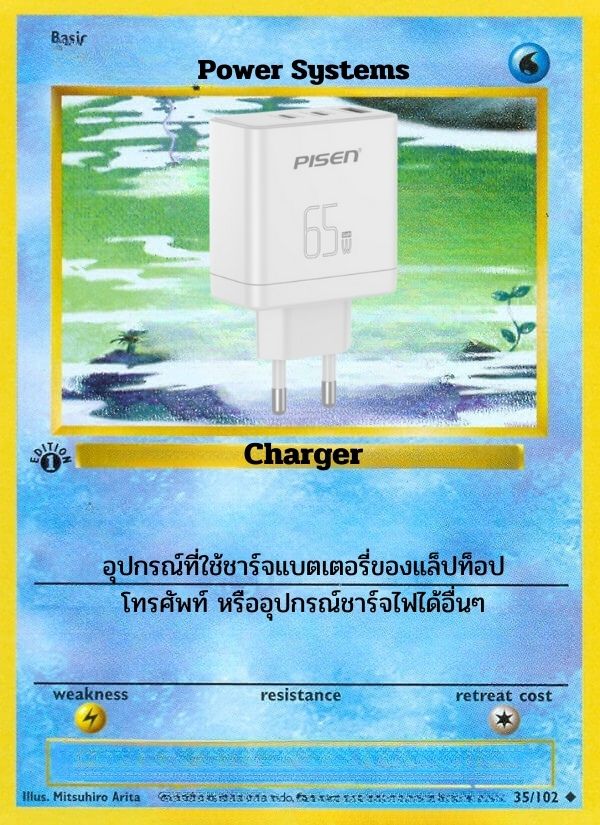 Basic
Power Systems
PISEN
65W
EDITION
1
Charger
อุปกรณ์ที่ใช้ชาร์จแบตเตอรี่ของแล็ปท็อป
โทรศัพท์ หรืออุปกรณ์ชาร์จไฟได้อื่นๆ
weakness resistance retreat cost
Illus. Mitsuhiro Arita 35/102